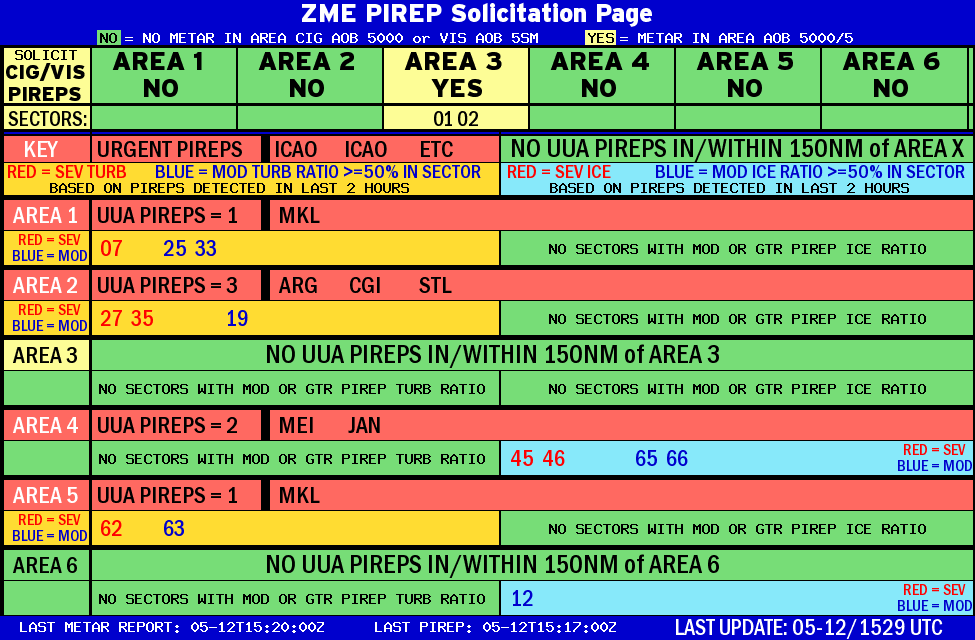 ZME PIREP Solicitation Page
NO = NO METAR IN AREA CIG AOB 5000 or VIS AOB 5SM YES = METAR IN AREA AOB 5000/5
SOLICIT CIG/VIS PIREPS
AREA 1 NO
AREA 2 NO
AREA 3 YES
AREA 4 NO
AREA 5 NO
AREA 6 NO
SECTORS: 01 02
KEY URGENT PIREPS ICAO ICAO ETC NO UUA PIREPS IN/WITHIN 150NM of AREA X
RED = SEV TURB BLUE = MOD TURB RATIO >=50% IN SECTOR RED = SEV ICE BLUE = MOD ICE RATIO >=50% IN SECTOR
BASED ON PIREPS DETECTED IN LAST 2 HOURS BASED ON PIREPS DETECTED IN LAST 2 HOURS
AREA 1 UUA PIREPS = 1 MKL
RED = SEV
BLUE = MOD
07 25 33 NO SECTORS WITH MOD OR GTR PIREP ICE RATIO
AREA 2 UUA PIREPS = 3 ARG CGI STL
RED = SEV
BLUE = MOD
27 35 19 NO SECTORS WITH MOD OR GTR PIREP ICE RATIO
AREA 3 NO UUA PIREPS IN/WITHIN 150NM of AREA 3
NO SECTORS WITH MOD OR GTR PIREP TURB RATIO NO SECTORS WITH MOD OR GTR PIREP ICE RATIO
AREA 4 UUA PIREPS = 2 MEI JAN
NO SECTORS WITH MOD OR GTR PIREP TURB RATIO 45 46 65 66
RED = SEV
BLUE = MOD
AREA 5 UUA PIREPS = 1 MKL
RED = SEV
BLUE = MOD
62 63 NO SECTORS WITH MOD OR GTR PIREP ICE RATIO
AREA 6 NO UUA PIREPS IN/WITHIN 150NM of AREA 6
NO SECTORS WITH MOD OR GTR PIREP TURB RATIO 12
RED = SEV
BLUE = MOD
LAST METAR REPORT: 05-12T15:20:00Z LAST PIREP: 05-12T15:17:00Z LAST UPDATE: 05-12/1529 UTC